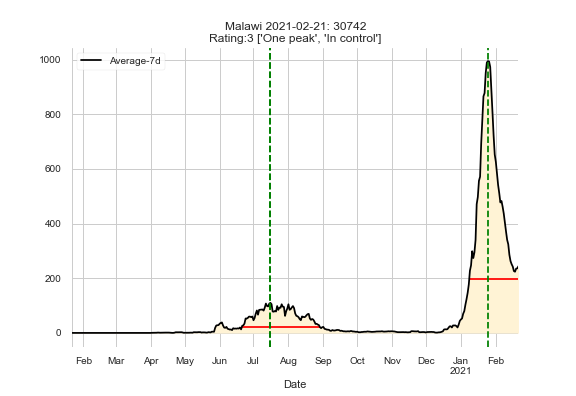 Malawi 2021-02-21: 30742
Rating:3 ['One peak', 'In control']
Average-7d
1000
800
600
400
200
0
Feb Mar Apr May Jun Jul Aug Sep Oct Nov Dec Jan Feb
2021
Date